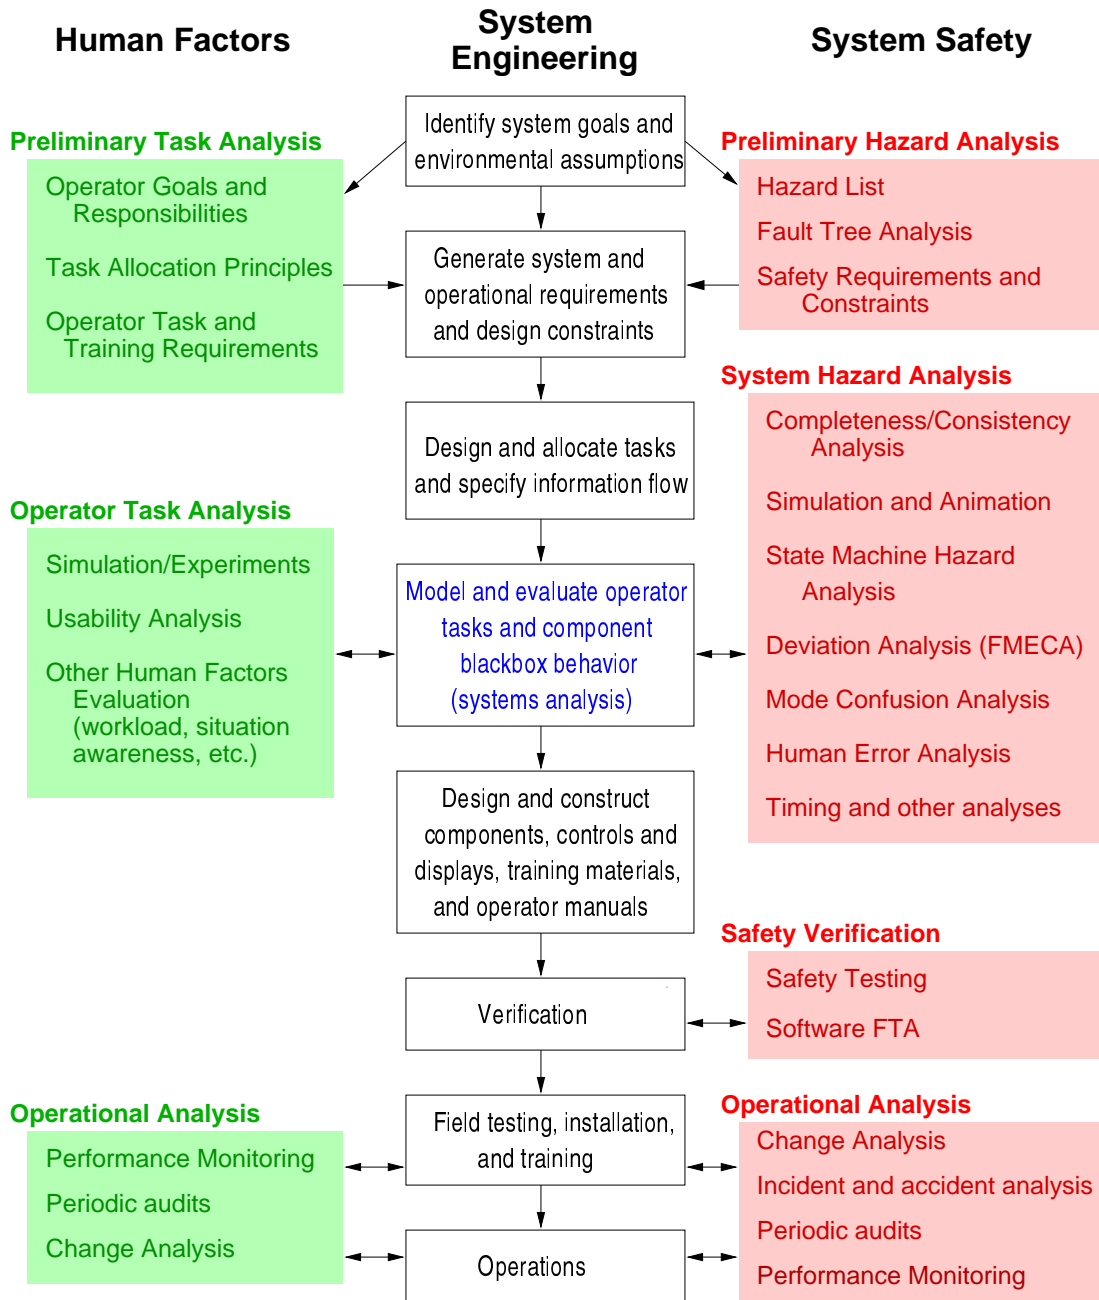 Human Factors
System
Engineering
System Safety
Identify system goals and
environmental assumptions
Preliminary Task Analysis
Operator Goals and
Responsibilities
Task Allocation Principles
Operator Task and
Training Requirements
Preliminary Hazard Analysis
Hazard List
Fault Tree Analysis
Safety Requirements and
Constraints
Generate system and
operational requirements
and design constraints
Design and allocate tasks
and specify information flow
System Hazard Analysis
Completeness/Consistency
Analysis
Simulation and Animation
State Machine Hazard
Analysis
Deviation Analysis (FMECA)
Mode Confusion Analysis
Human Error Analysis
Timing and other analyses
Operator Task Analysis
Simulation/Experiments
Usability Analysis
Other Human Factors
Evaluation
(workload, situation
awareness, etc.)
Model and evaluate operator
tasks and component
blackbox behavior
(systems analysis)
Design and construct
components, controls and
displays, training materials,
and operator manuals
Safety Verification
Safety Testing
Software FTA
Verification
Operational Analysis
Performance Monitoring
Periodic audits
Change Analysis
Field testing, installation,
and training
Operations
Operational Analysis
Change Analysis
Incident and accident analysis
Periodic audits
Performance Monitoring